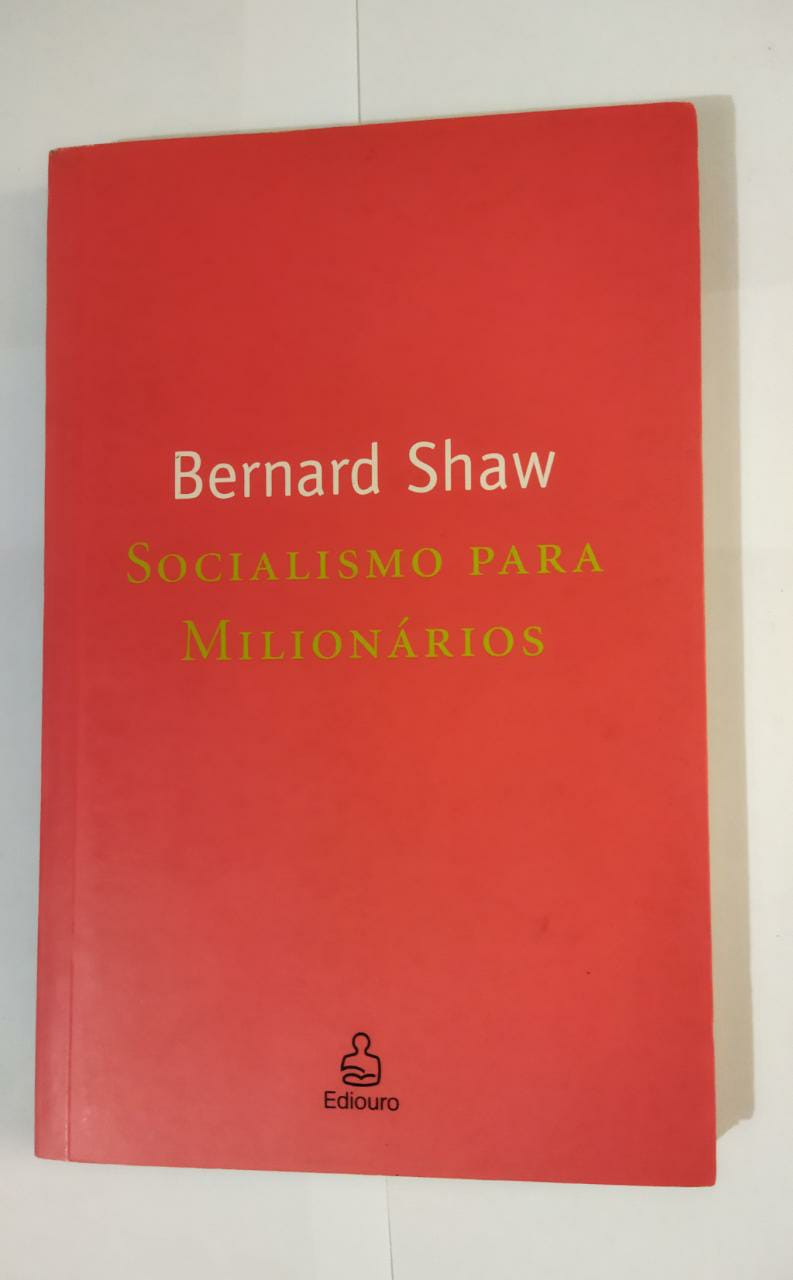 Bernard Shaw
Socialismo para
Milionários
Ediouro